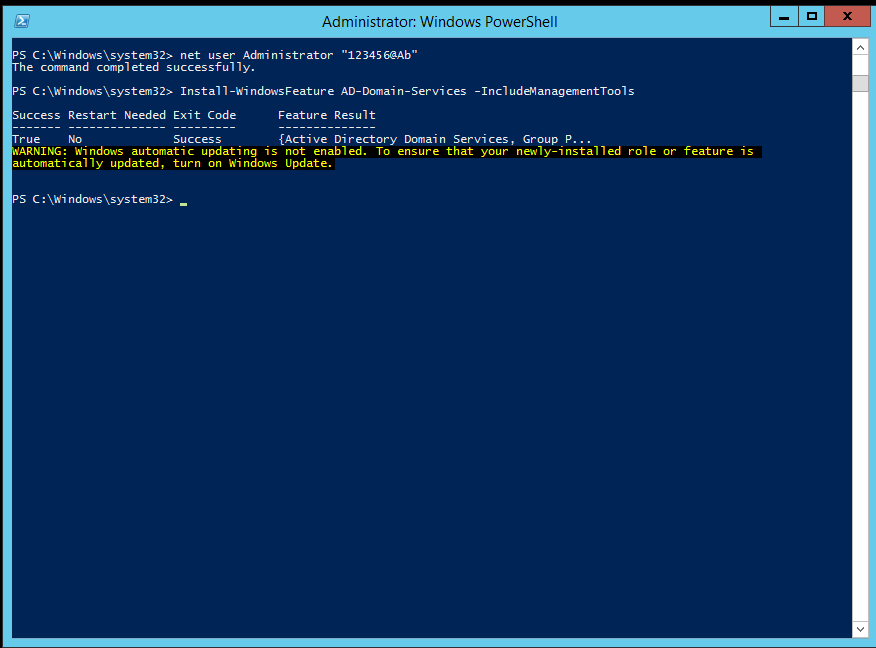 Administrator: Windows PowerShell
PS C:\Windows\system32> net user Administrator "123456@Ab"
The command completed successfully.
PS C:\Windows\system32> Install-WindowsFeature AD-Domain-Services -IncludeManagementTools
Success Restart Needed Exit Code      Feature Result
------- -------------- ---------      --------------
True    No             Success        {Active Directory Domain Services, Group P...
WARNING: Windows automatic updating is not enabled. To ensure that your newly-installed role or feature is
automatically updated, turn on Windows Update.
PS C:\Windows\system32> _